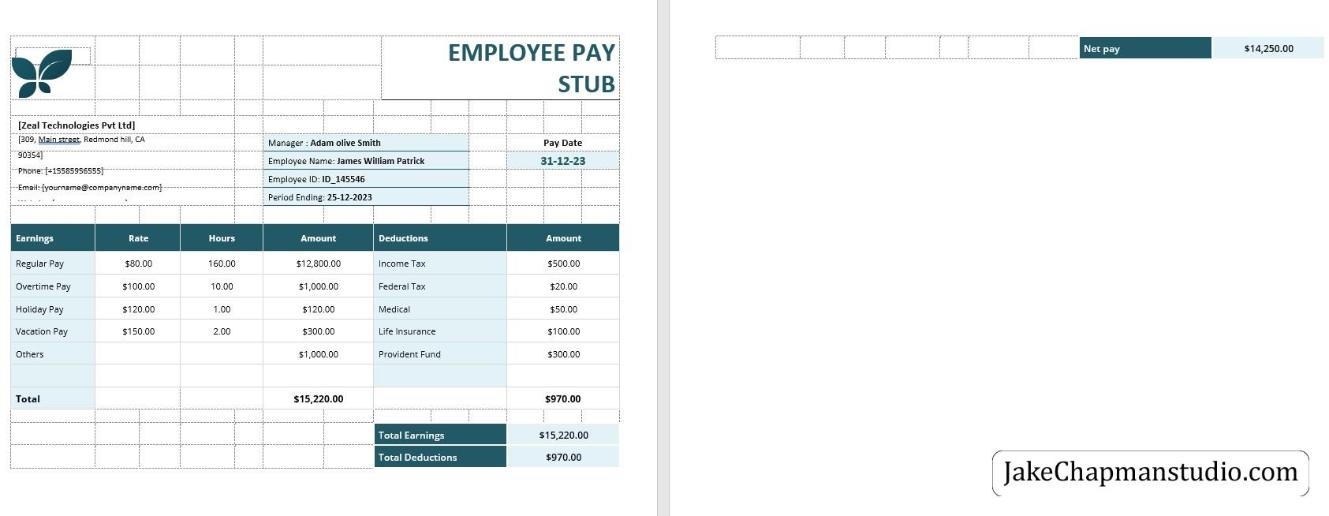 EMPLOYEE PAY
STUB
[Zeal Technologies Pvt Ltd]
[309, Main street, Redmond hill, CA
90354]
Phone: [+15585956555]
Email: [yourname@companyname.com]
Manager : Adam olive Smith
Employee Name: James William Patrick
Employee ID: ID_145546
Period Ending: 25-12-2023
Pay Date
31-12-23
Earnings Rate Hours Amount Deductions Amount
Regular Pay $80.00 160.00 $12,800.00 Income Tax $500.00
Overtime Pay $100.00 10.00 $1,000.00 Federal Tax $20.00
Holiday Pay $120.00 1.00 $120.00 Medical $50.00
Vacation Pay $150.00 2.00 $300.00 Life Insurance $100.00
Others $1,000.00 Provident Fund $300.00
Total $15,220.00 $970.00
Total Earnings $15,220.00
Total Deductions $970.00
Net pay $14,250.00
JakeChapmanstudio.com